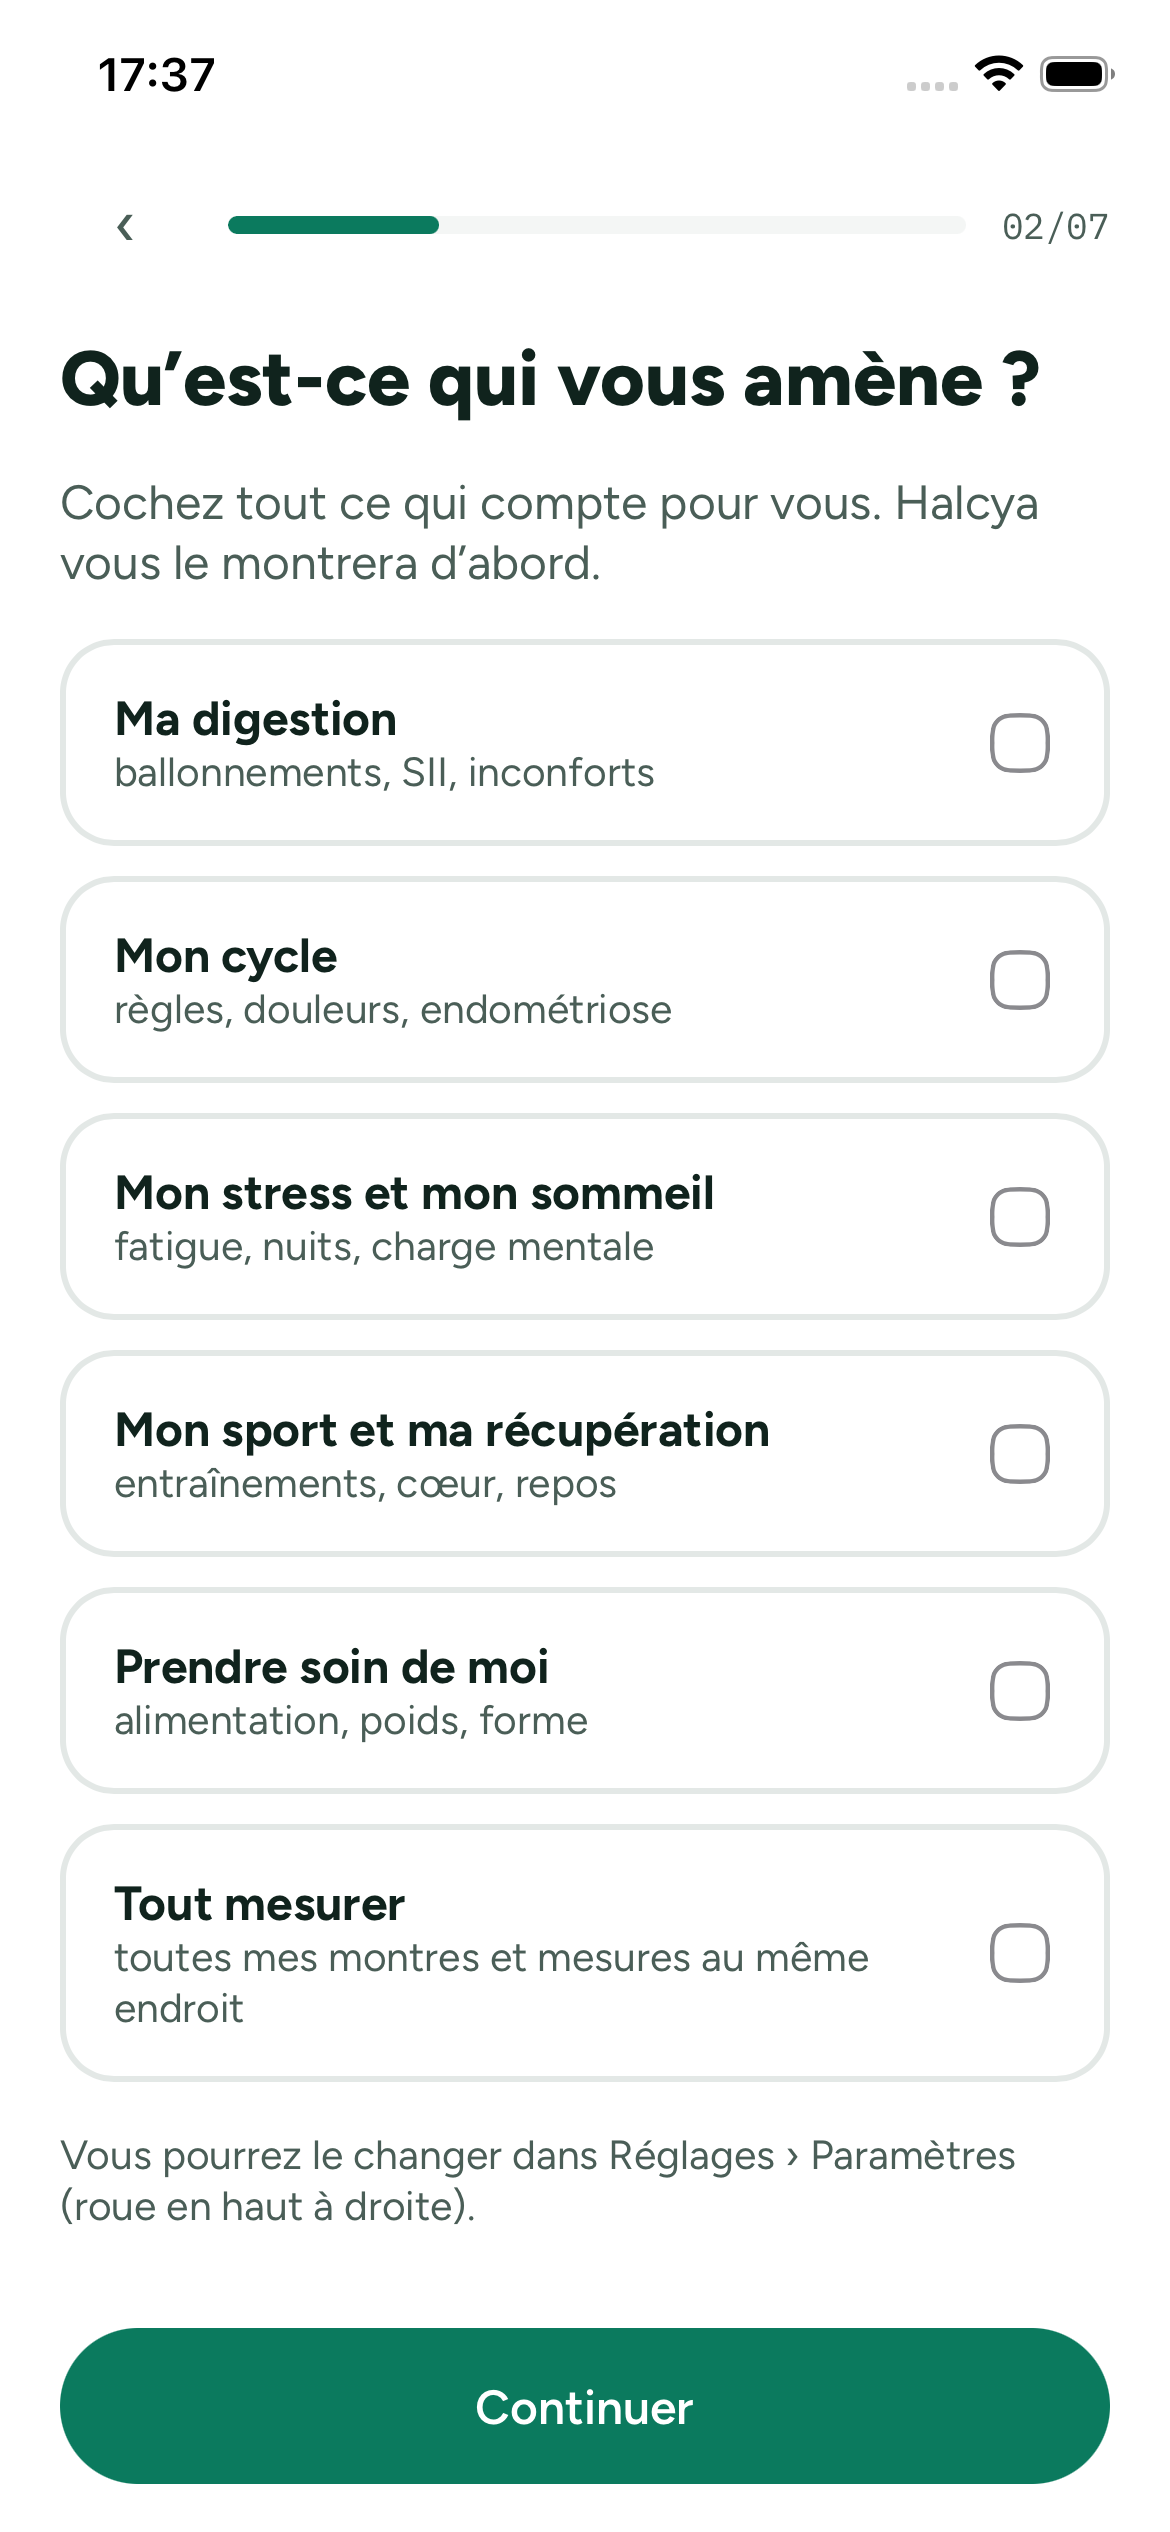 17:37
02/07
Qu’est-ce qui vous amène ?
Cochez tout ce qui compte pour vous. Halcya
vous le montrera d’abord.
Ma digestion
ballonnements, SII, inconforts
Mon cycle
règles, douleurs, endométriose
Mon stress et mon sommeil
fatigue, nuits, charge mentale
Mon sport et ma récupération
entraînements, cœur, repos
Prendre soin de moi
alimentation, poids, forme
Tout mesurer
toutes mes montres et mesures au même
endroit
Vous pourrez le changer dans Réglages › Paramètres
(roue en haut à droite).
Continuer